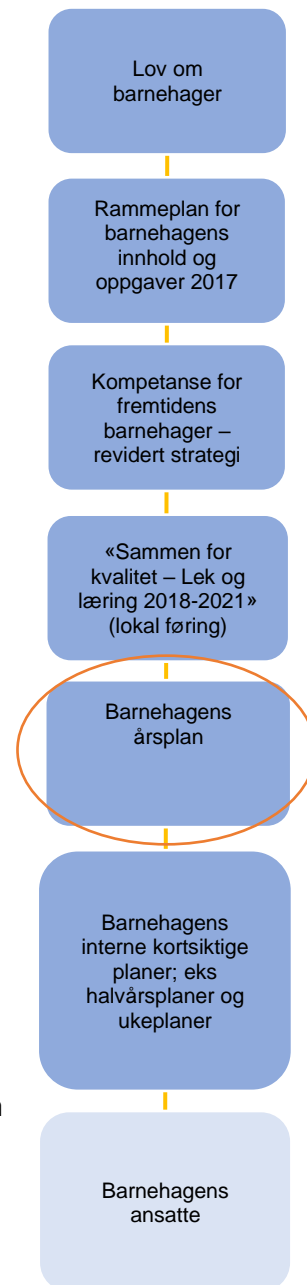 Lov om
barnehager
Rammeplan for
barnehagens
innhold og
oppgaver 2017
Kompetanse for
fremtidens
barnehager –
revidert strategi
«Sammen for
kvalitet – Lek og
læring 2018-2021»
(lokal føring)
Barnehagens
årsplan
Barnehagens
interne kortsiktige
planer; eks
halvårsplaner og
ukeplaner
Barnehagens
ansatte